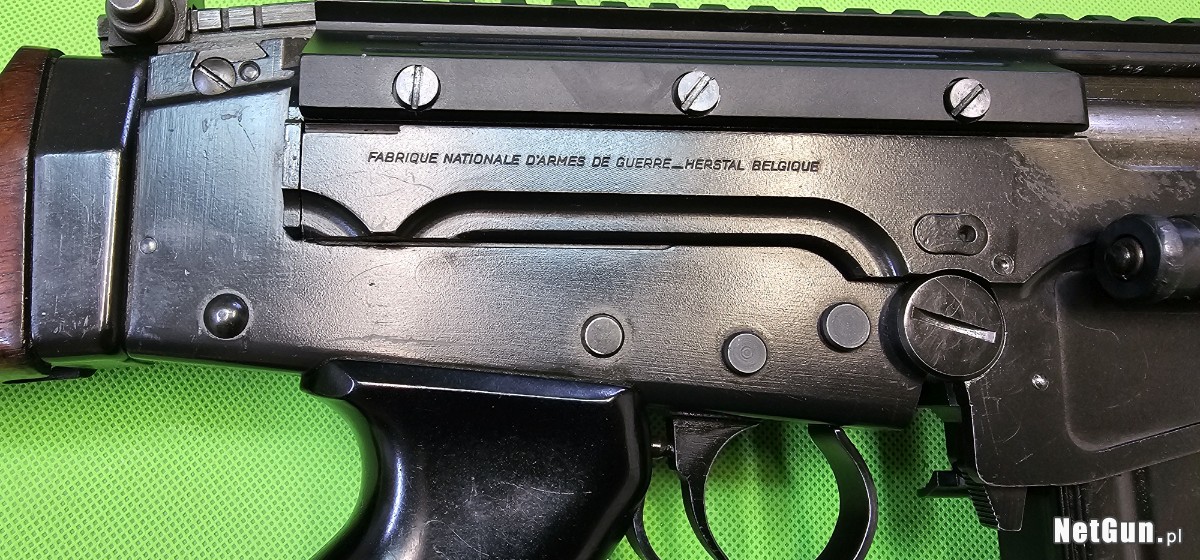 FABRIQUE NATIONALE D'ARMES DE GUERRE_HERSTAL BELGIQUE
NetGun.pl